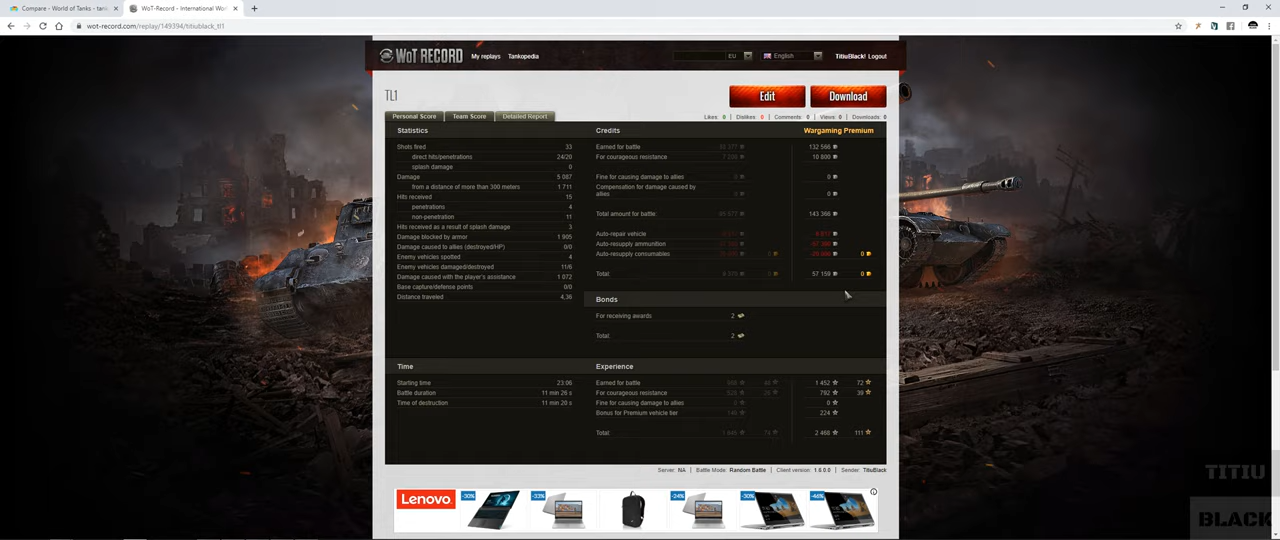 Compare - World of Tanks - tank
WoT-Record - International Worl
wot-record.com/replay/149394/titiublack_tl1
WoT RECORD
My replays
Tankopedia
EU
English
TitiuBlack! Logout
TL1
Edit
Download
Personal Score
Team Score
Detailed Report
Likes: 0 | Dislikes: 0 | Comments: 0 | Views: 0 | Downloads: 0
Statistics
Shots fired 33
direct hits/penetrations 24/20
splash damage 0
Damage 5 087
from a distance of more than 300 meters 1 711
Hits received 15
penetrations 4
non-penetration 11
Hits received as a result of splash damage 3
Damage blocked by armor 1 905
Damage caused to allies (destroyed/HP) 0/0
Enemy vehicles spotted 4
Enemy vehicles damaged/destroyed 11/6
Damage caused with the player's assistance 1 072
Base capture/defense points 0/0
Distance traveled 4,36
Credits
Wargaming Premium
Earned for battle 132 566
For courageous resistance 10 800
Fine for causing damage to allies 0
Compensation for damage caused by
allies 0
Total amount for battle: 143 366
Auto-repair vehicle
Auto-resupply ammunition
Auto-resupply consumables 0
Total: 57 159 0
Bonds
For receiving awards 2
Total: 2
Time
Starting time 23:06
Battle duration 11 min 26 s
Time of destruction 11 min 20 s
Experience
Earned for battle 1 452 72
For courageous resistance 792 39
Fine for causing damage to allies 0
Bonus for Premium vehicle tier 224
Total: 2 468 111
Server: NA | Battle Mode: Random Battle | Client version: 1.6.0.0 | Sender: TitiuBlack
Lenovo
-30%
-33%
-24%
-30%
-46%
TITIU
BLACK